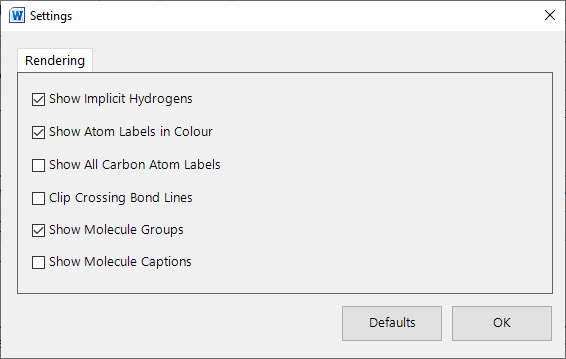 Settings
Rendering
Show Implicit Hydrogens
Show Atom Labels in Colour
Show All Carbon Atom Labels
Clip Crossing Bond Lines
Show Molecule Groups
Show Molecule Captions
Defaults OK